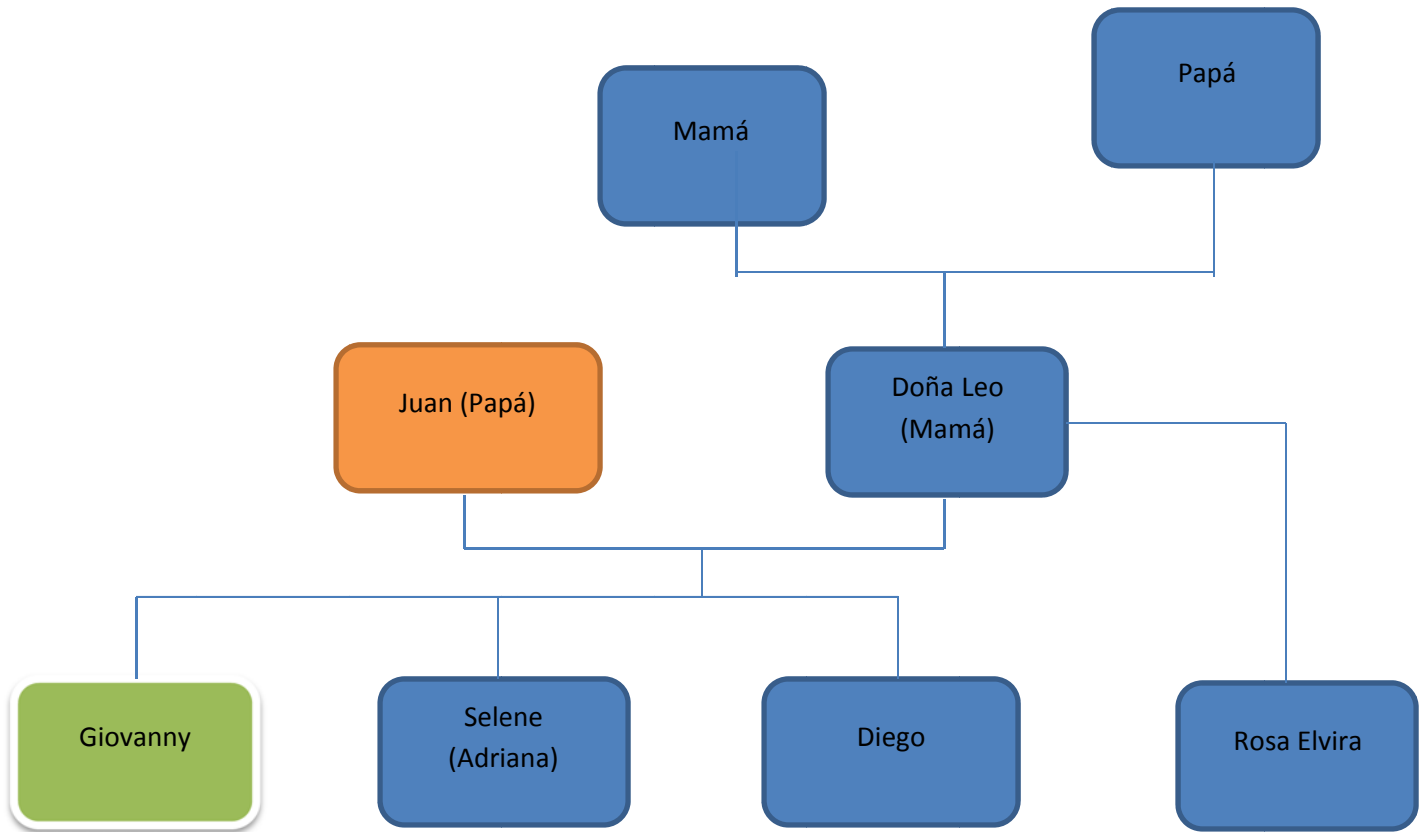 Papá
Mamá
Juan (Papá)
Doña Leo
(Mamá)
Giovanny
Selene
(Adriana)
Diego
Rosa Elvira